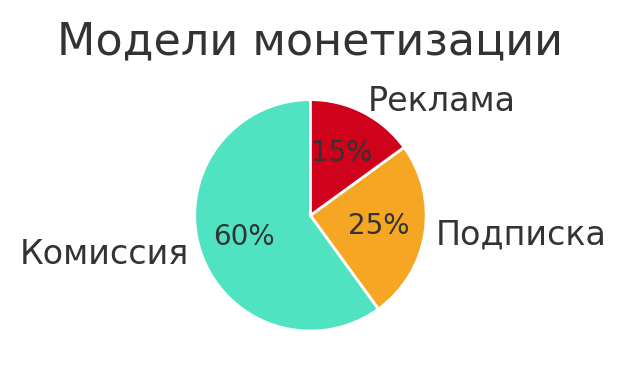 Модели монетизации
Реклама
15%
25%
Подписка
60%
Комиссия